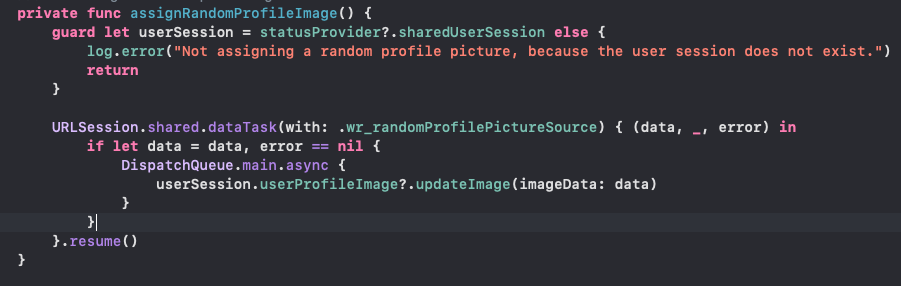 private func assignRandomProfileImage() {
    guard let userSession = statusProvider?.sharedUserSession else {
        log.error("Not assigning a random profile picture, because the user session does not exist.")
        return
    }

    URLSession.shared.dataTask(with: .wr_randomProfilePictureSource) { (data, _, error) in
        if let data = data, error == nil {
            DispatchQueue.main.async {
                userSession.userProfileImage?.updateImage(imageData: data)
            }
        }
    }.resume()
}